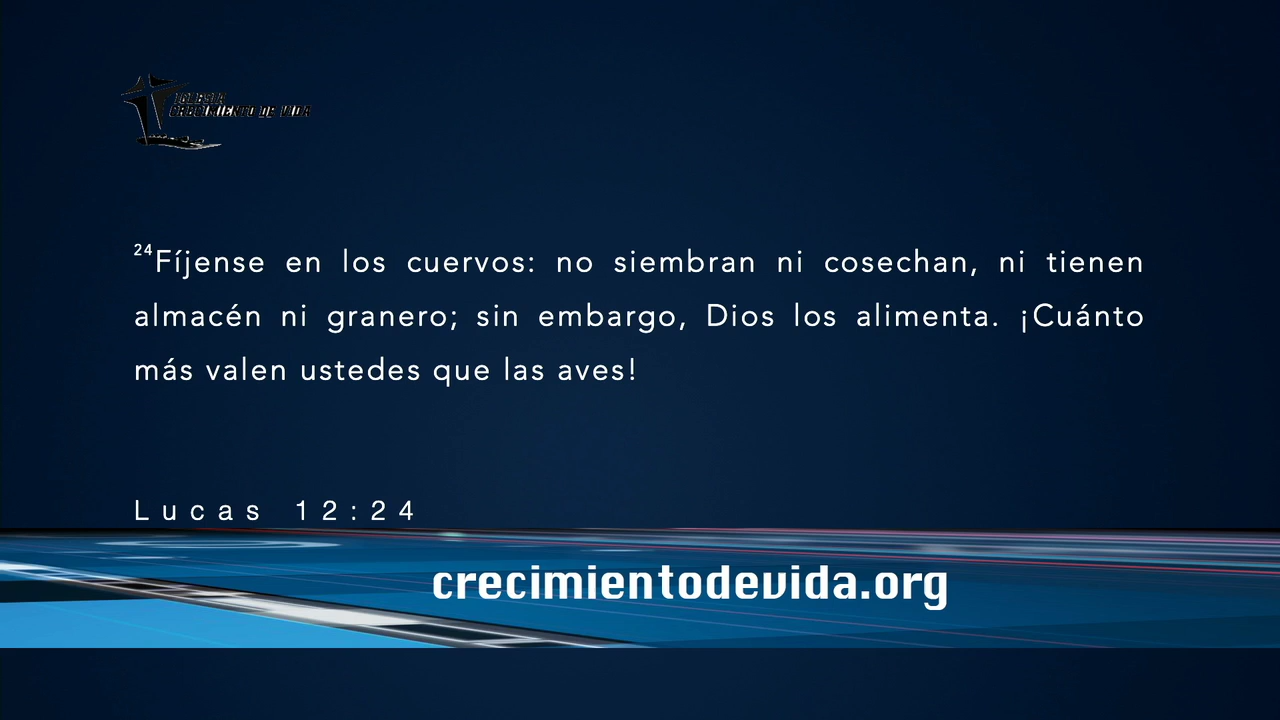 IGLESIA
CRECIMIENTO DE VIDA
²⁴Fíjense en los cuervos: no siembran ni cosechan, ni tienen
almacén ni granero; sin embargo, Dios los alimenta. ¡Cuánto
más valen ustedes que las aves!
Lucas 12:24
crecimientodevida.org